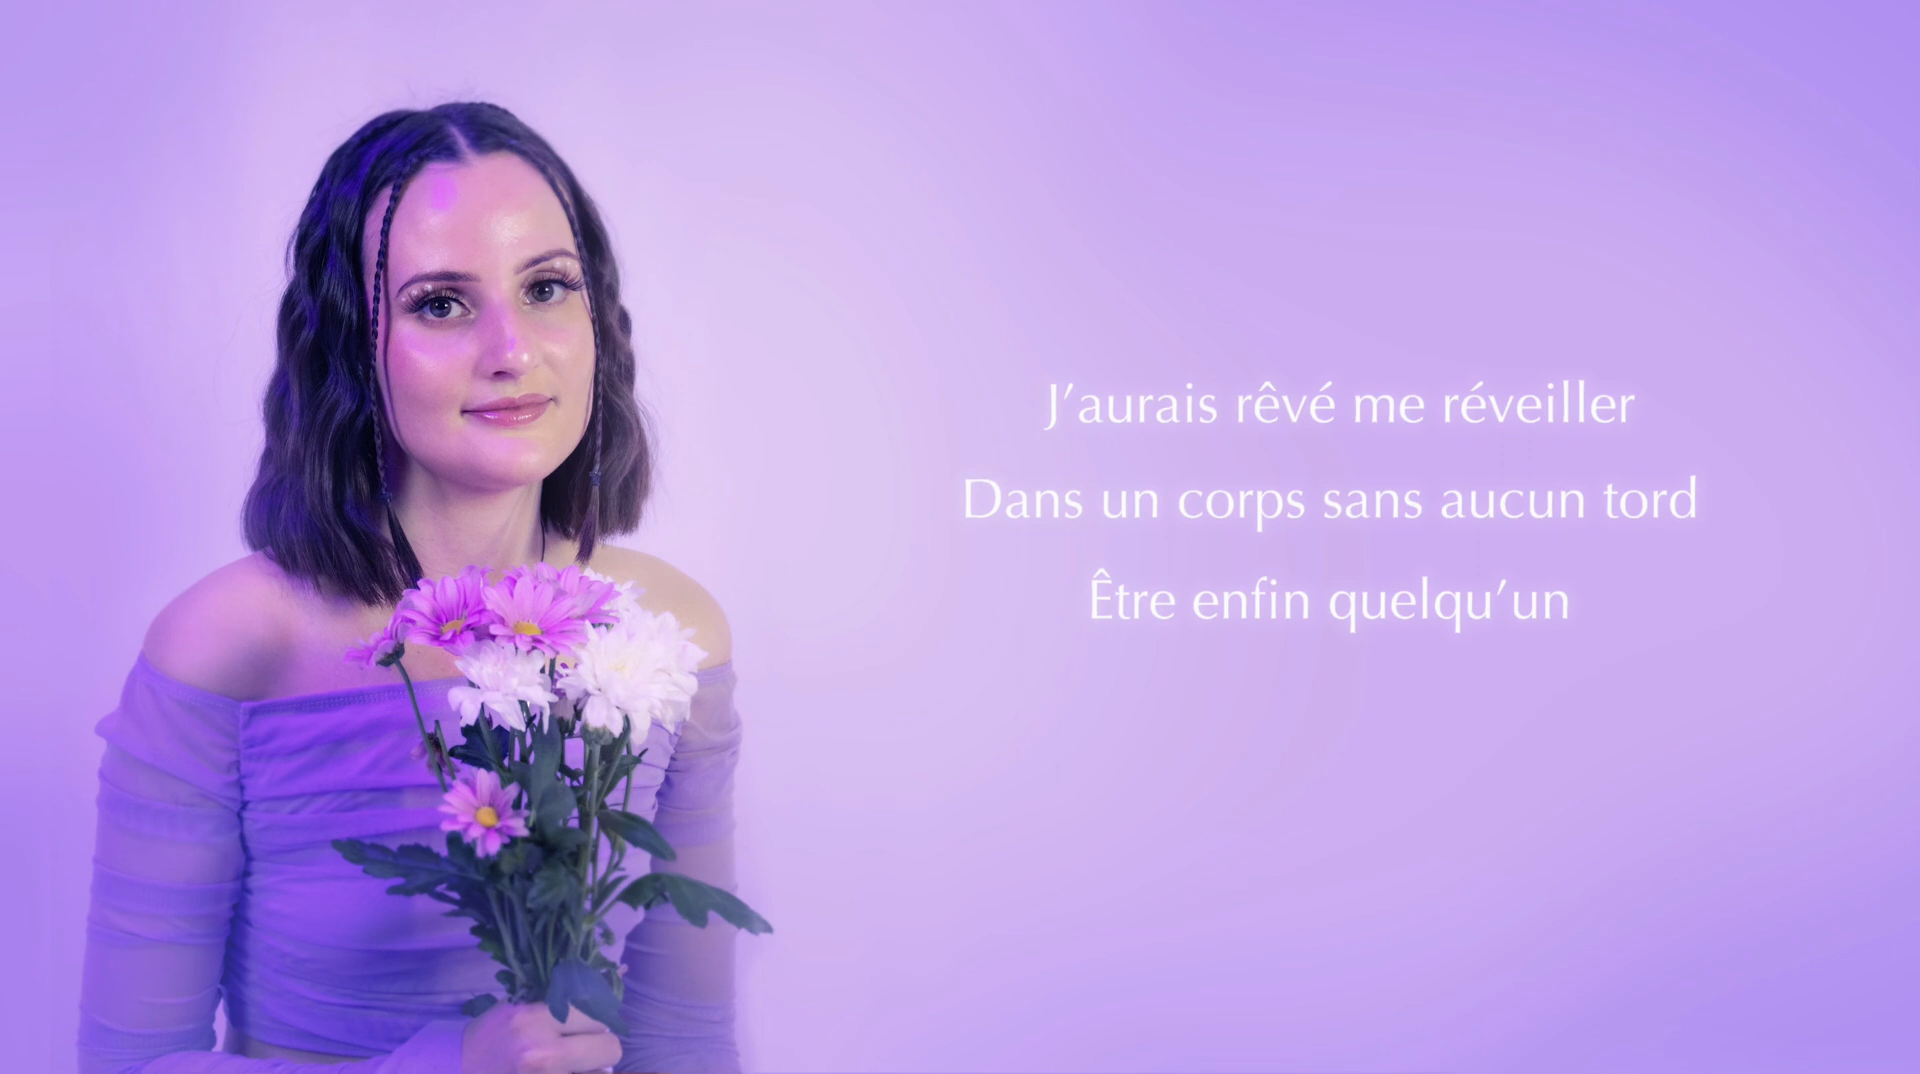 J’aurais rêvé me réveiller
Dans un corps sans aucun tord
Être enfin quelqu’un